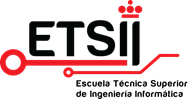 ETSII
Escuela Técnica Superior
de Ingeniería Informática